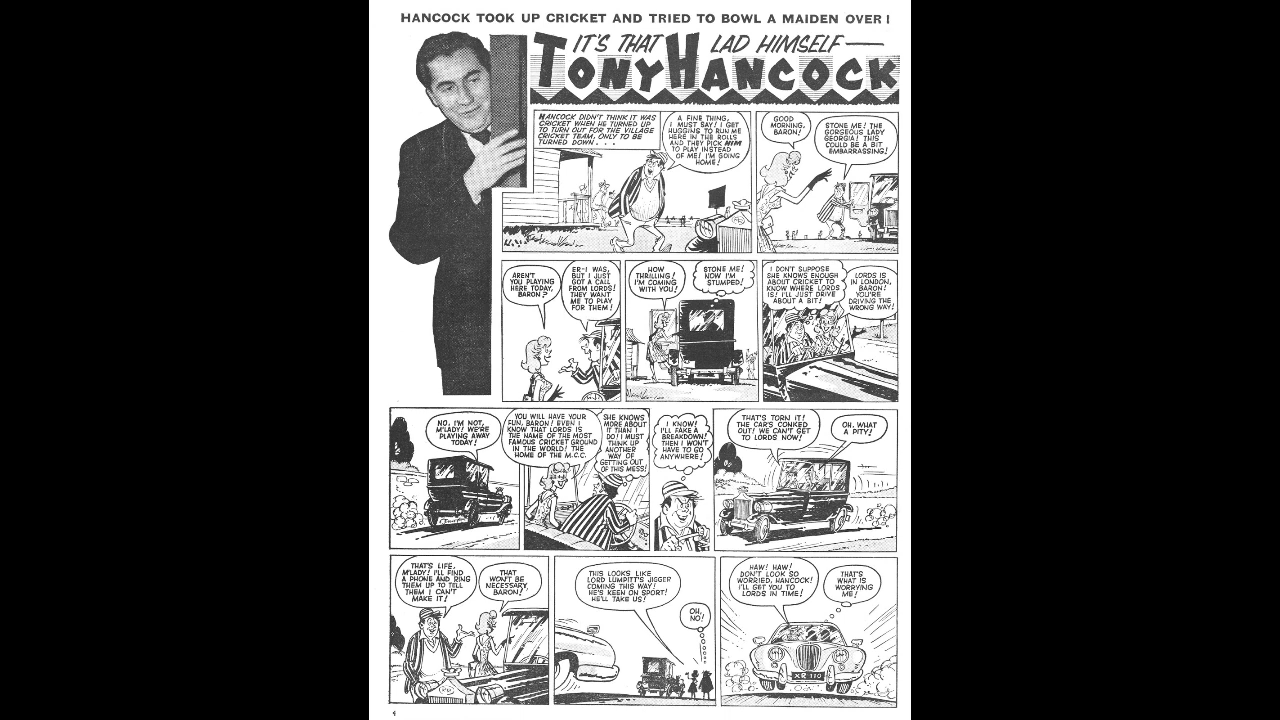 HANCOCK TOOK UP CRICKET AND TRIED TO BOWL A MAIDEN OVER!
IT'S THAT LAD HIMSELF—
TONY HANCOCK
HANCOCK DIDN'T THINK IT WAS
CRICKET WHEN HE TURNED UP
TO TURN OUT FOR THE VILLAGE
CRICKET TEAM, ONLY TO BE
TURNED DOWN . . .
A FINE THING,
I MUST SAY! I GET
HUGGINS TO RUN ME
HERE IN THE ROLLS
AND THEY PICK HIM
TO PLAY INSTEAD
OF ME! I'M GOING
HOME!
GOOD
MORNING,
BARON!
STONE ME! THE
GORGEOUS LADY
GEORGIA! THIS
COULD BE A BIT
EMBARRASSING!
AREN'T
YOU PLAYING
HERE TODAY,
BARON?
ER-I WAS,
BUT I JUST
GOT A CALL
FROM LORDS!
THEY WANT
ME TO PLAY
FOR THEM!
HOW
THRILLING!
I'M COMING
WITH YOU!
STONE ME!
NOW I'M
STUMPED!
I DON'T SUPPOSE
SHE KNOWS ENOUGH
ABOUT CRICKET TO
KNOW WHERE LORDS
IS! I'LL JUST DRIVE
ABOUT A BIT!
LORDS IS
IN LONDON,
BARON!
YOU'RE
DRIVING THE
WRONG WAY!
NO, I'M NOT,
M'LADY! WE'RE
PLAYING AWAY
TODAY!
YOU WILL HAVE YOUR
FUN, BARON! EVEN I
KNOW THAT LORDS IS
THE NAME OF THE MOST
FAMOUS CRICKET GROUND
IN THE WORLD! THE
HOME OF THE M.C.C.
SHE KNOWS
MORE ABOUT
IT THAN I
DO! I MUST
THINK UP
ANOTHER
WAY OF
GETTING OUT
OF THIS MESS!
I KNOW!
I'LL FAKE A
BREAKDOWN!
THEN I WON'T
HAVE TO GO
ANYWHERE!
THAT'S TORN IT!
THE CAR'S CONKED
OUT! WE CAN'T GET
TO LORDS NOW!
OH, WHAT
A PITY!
THAT'S LIFE,
M'LADY! I'LL FIND
A PHONE AND RING
THEM UP TO TELL
THEM I CAN'T
MAKE IT!
THAT
WON'T BE
NECESSARY,
BARON!
THIS LOOKS LIKE
LORD LUMPITT'S JIGGER
COMING THIS WAY!
HE'S KEEN ON SPORT!
HE'LL TAKE US!
OH,
NO!
HAW! HAW!
DON'T LOOK SO
WORRIED, HANCOCK!
I'LL GET YOU TO
LORDS IN TIME!
THAT'S
WHAT IS
WORRYING
ME!
XR 110
4